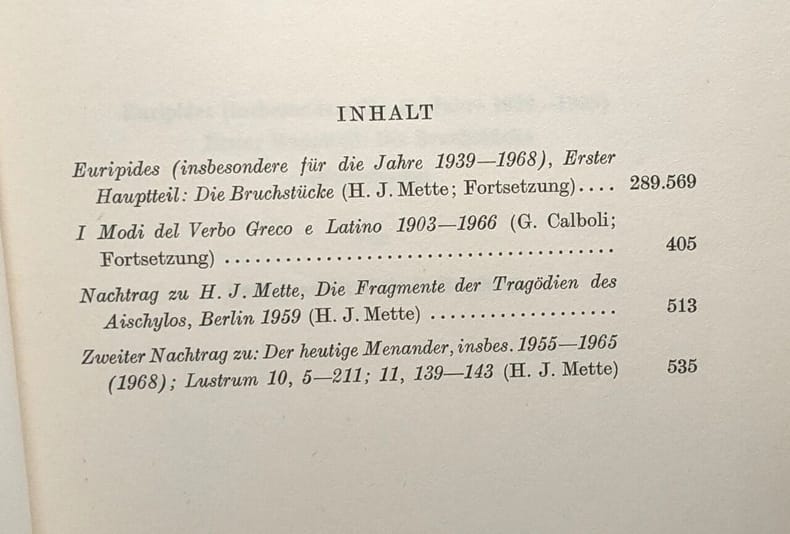 INHALT
Euripides (insbesondere für die Jahre 1939—1968), Erster
Hauptteil: Die Bruchstücke (H. J. Mette; Fortsetzung).... 289.569
I Modi del Verbo Greco e Latino 1903—1966 (G. Calboli;
Fortsetzung) ........................................ 405
Nachtrag zu H. J. Mette, Die Fragmente der Tragödien des
Aischylos, Berlin 1959 (H. J. Mette) ................... 513
Zweiter Nachtrag zu: Der heutige Menander, insbes. 1955—1965
(1968); Lustrum 10, 5—211; 11, 139—143 (H. J. Mette) 535